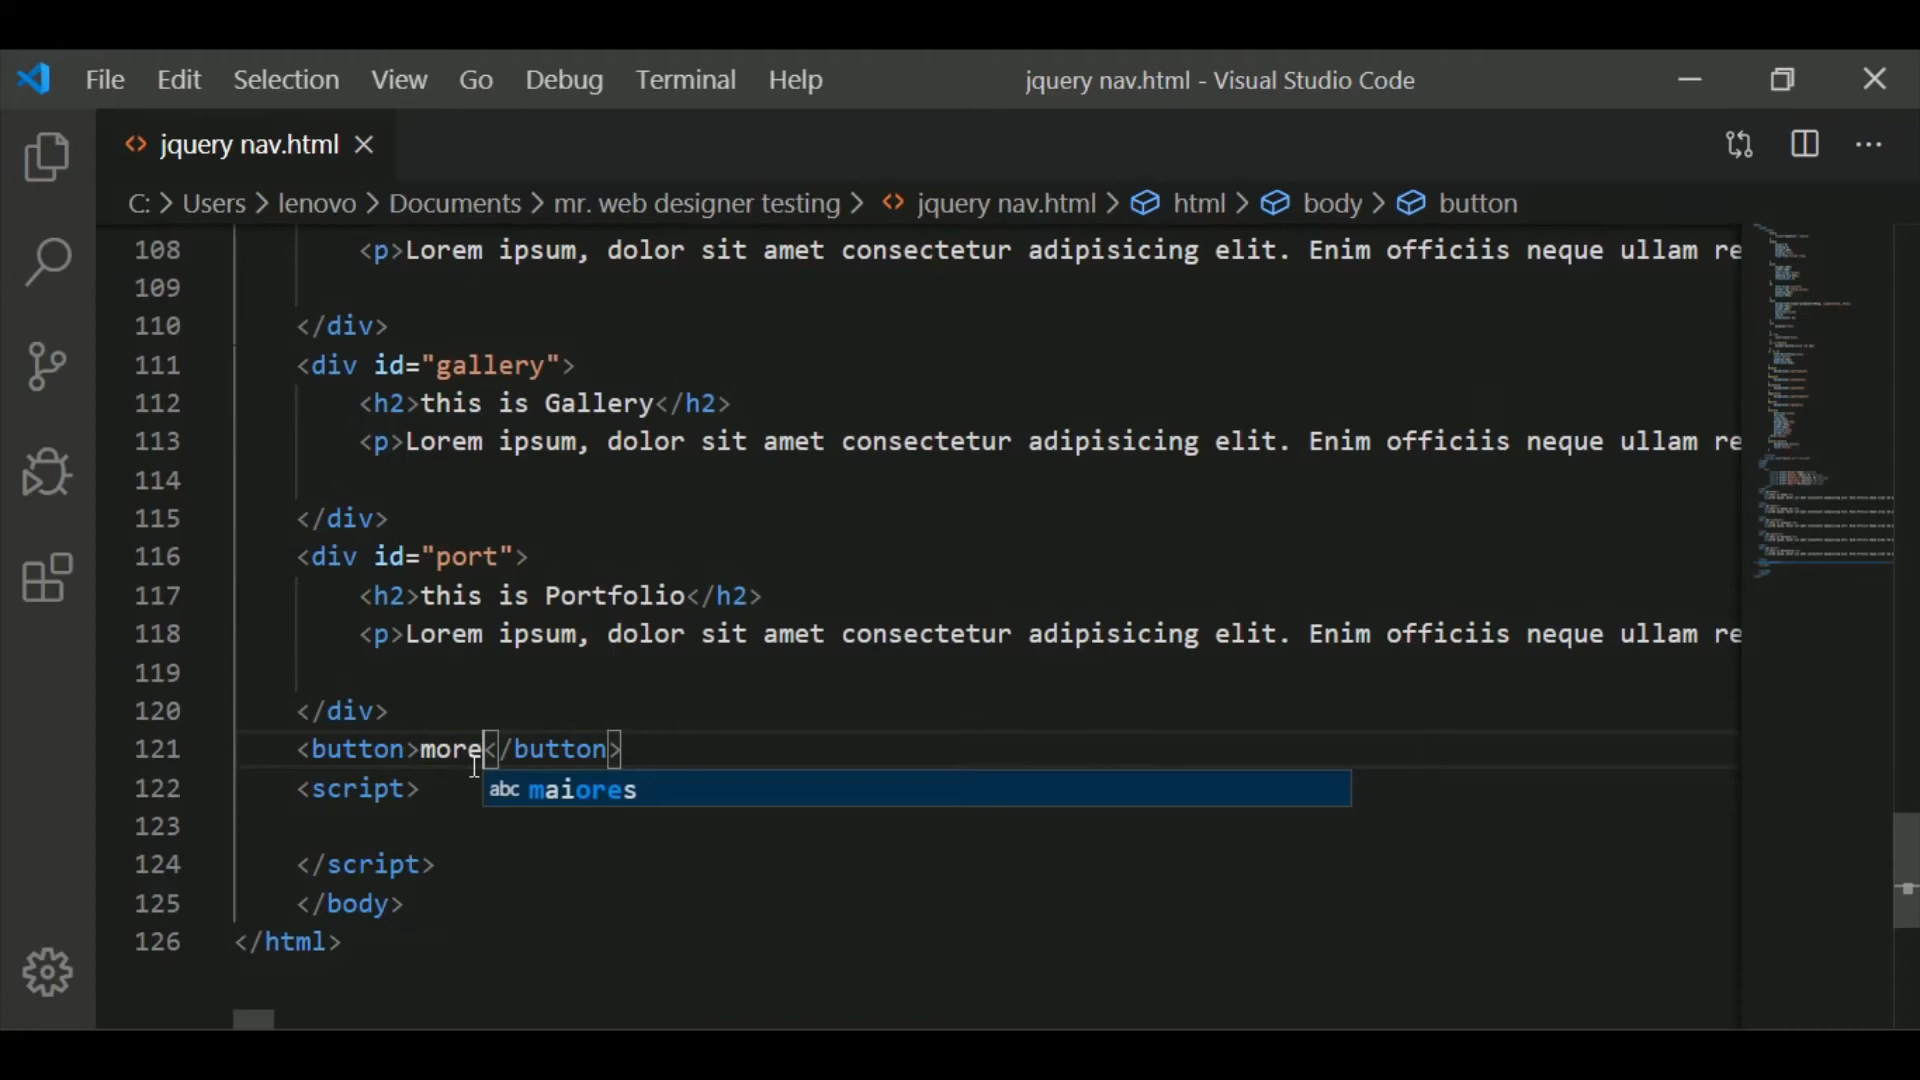 File Edit Selection View Go Debug Terminal Help jquery nav.html - Visual Studio Code
jquery nav.html
C: > Users > lenovo > Documents > mr. web designer testing > jquery nav.html > html > body > button
108 <p>Lorem ipsum, dolor sit amet consectetur adipisicing elit. Enim officiis neque ullam re
109
110 </div>
111 <div id="gallery">
112 <h2>this is Gallery</h2>
113 <p>Lorem ipsum, dolor sit amet consectetur adipisicing elit. Enim officiis neque ullam re
114
115 </div>
116 <div id="port">
117 <h2>this is Portfolio</h2>
118 <p>Lorem ipsum, dolor sit amet consectetur adipisicing elit. Enim officiis neque ullam re
119
120 </div>
121 <button>more</button>
122 <script>
abc maiores
123
124 </script>
125 </body>
126 </html>